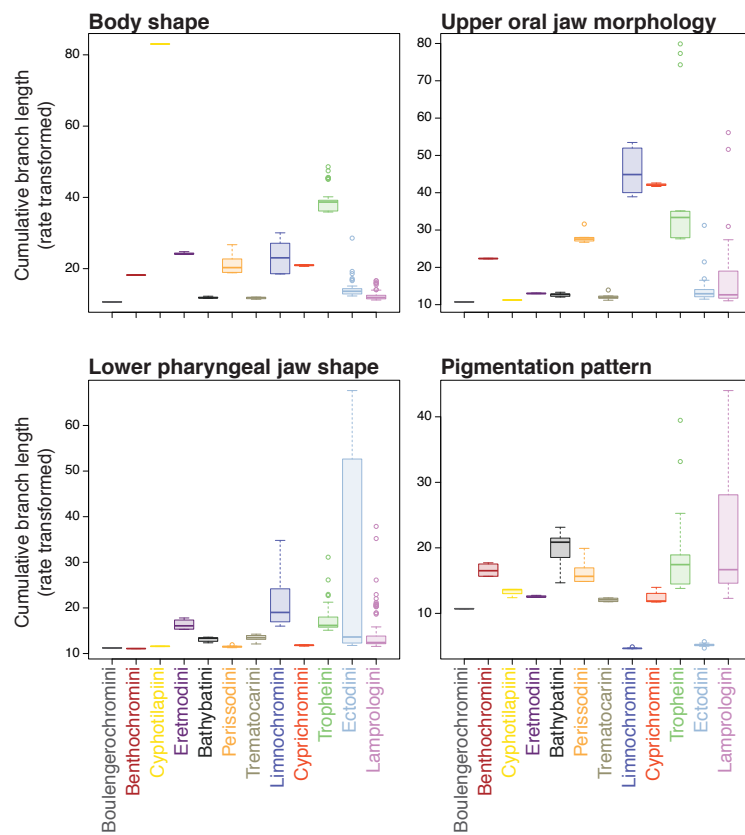 Body shape
Upper oral jaw morphology
Cumulative branch length
(rate transformed)
80
60
40
20
80
70
60
50
40
30
20
10
Lower pharyngeal jaw shape
Pigmentation pattern
Cumulative branch length
(rate transformed)
60
50
40
30
20
10
40
30
20
10
Boulengerochromini
Benthochromini
Cyphotilapiini
Eretmodini
Bathybatini
Perissodini
Trematocarini
Limnochromini
Cyprichromini
Tropheini
Ectodini
Lamprologini
Boulengerochromini
Benthochromini
Cyphotilapiini
Eretmodini
Bathybatini
Perissodini
Trematocarini
Limnochromini
Cyprichromini
Tropheini
Ectodini
Lamprologini